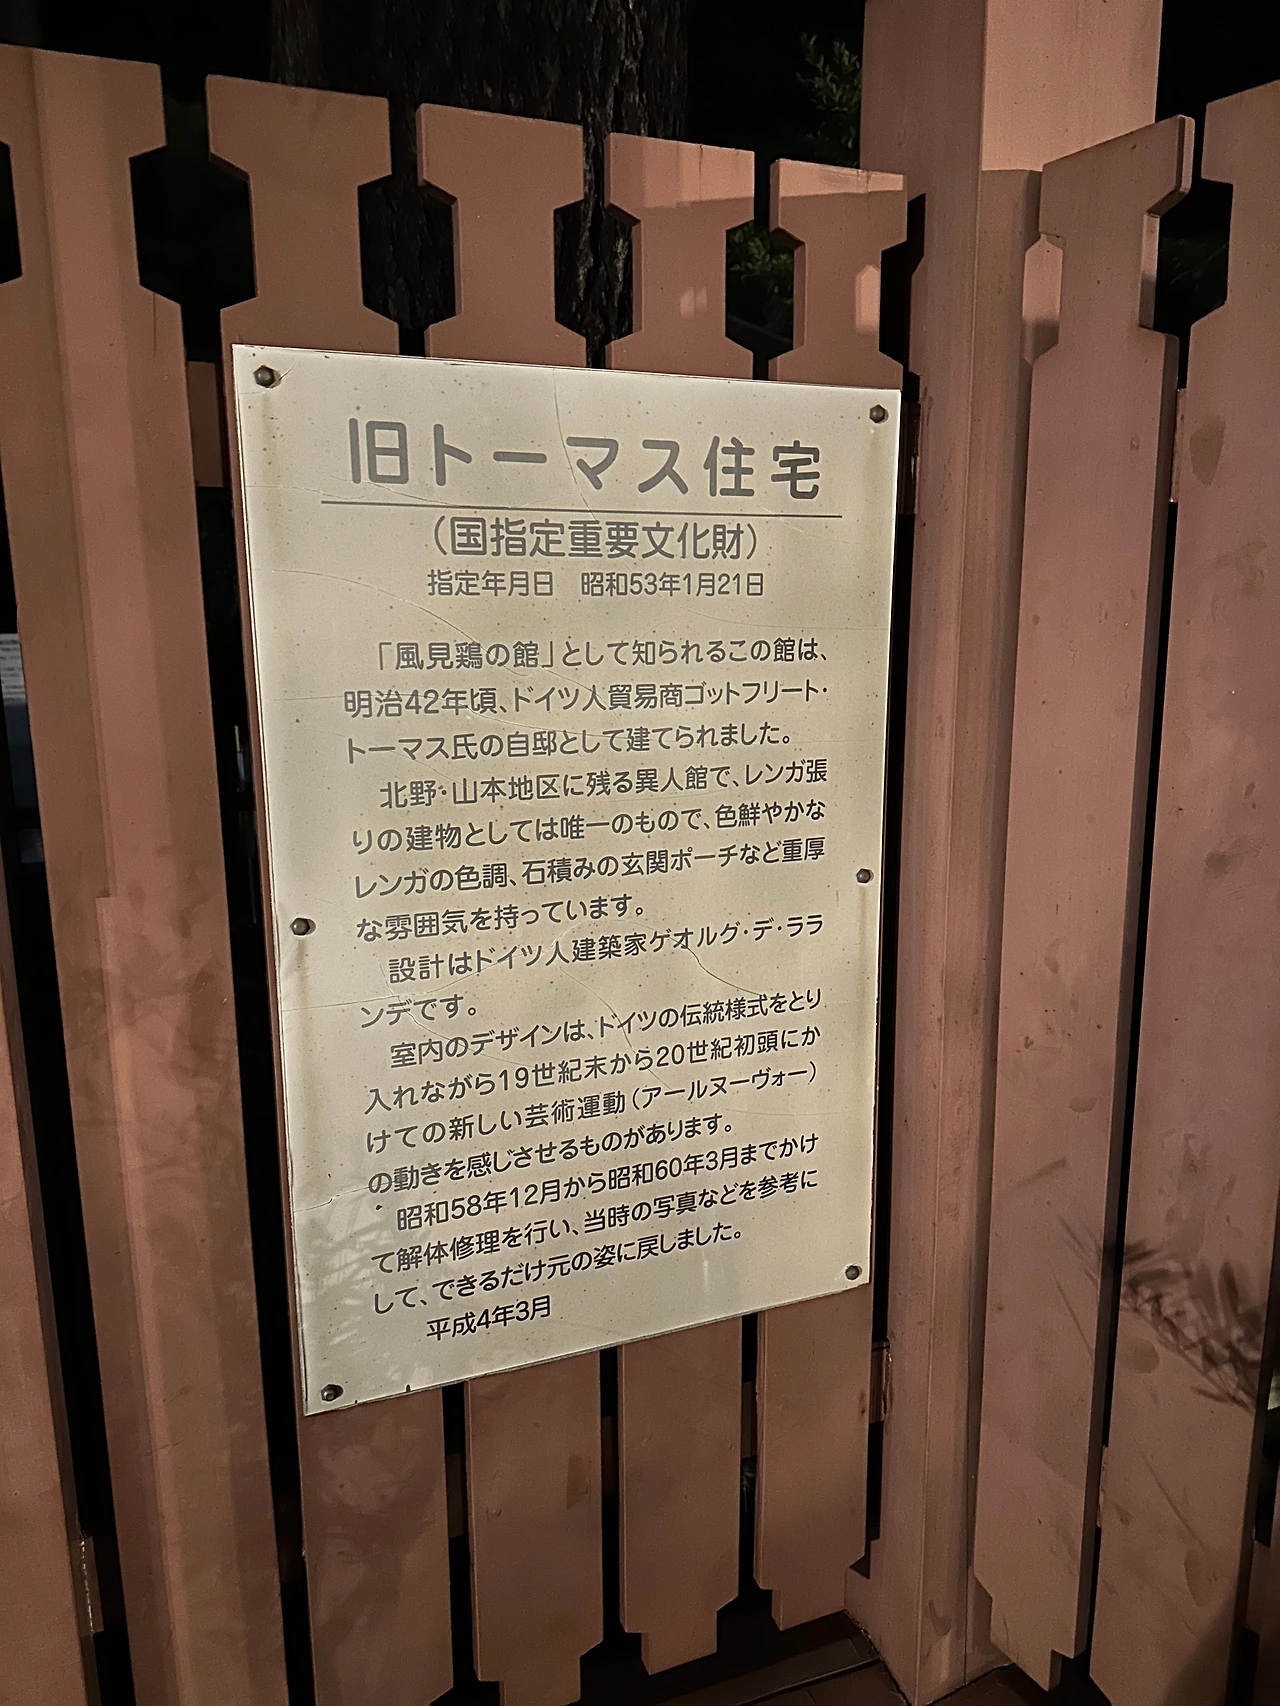 旧トーマス住宅
（国指定重要文化財）
指定年月日　昭和53年1月21日
「風見鶏の館」として知られるこの館は、
明治42年頃、ドイツ人貿易商ゴットフリート・
トーマス氏の自邸として建てられました。
北野・山本地区に残る異人館で、レンガ張
りの建物としては唯一のもので、色鮮やかな
レンガの色調、石積みの玄関ポーチなど重厚
な雰囲気を持っています。
設計はドイツ人建築家ゲオルグ・デ・ララ
ンデです。
室内のデザインは、ドイツの伝統様式をとり
入れながら19世紀末から20世紀初頭にか
けての新しい芸術運動（アールヌーヴォー）
の動きを感じさせるものがあります。
昭和58年12月から昭和60年3月までかけ
て解体修理を行い、当時の写真などを参考に
して、できるだけ元の姿に戻しました。
平成4年3月